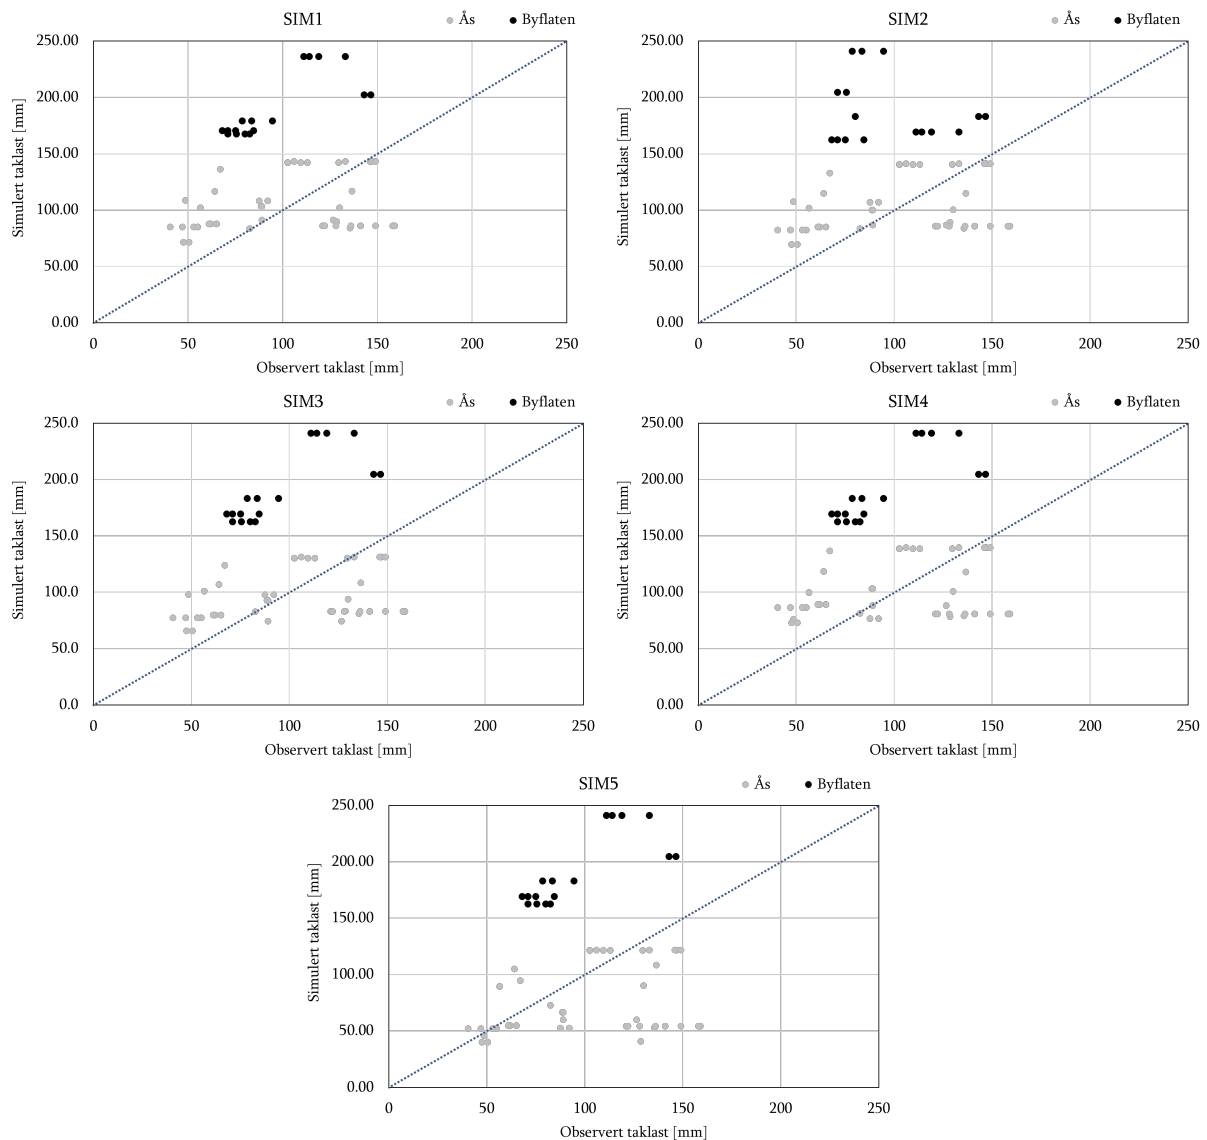 SIM1
Ås
Byflaten
250.00
200.00
150.00
100.00
50.00
0.00
Simulert taklast [mm]
0 50 100 150 200 250
Observert taklast [mm]
SIM2
Ås
Byflaten
250.00
200.00
150.00
100.00
50.00
0.00
Simulert taklast [mm]
0 50 100 150 200 250
Observert taklast [mm]
SIM3
Ås
Byflaten
250.0
200.0
150.0
100.0
50.0
0.0
Simulert taklast [mm]
0 50 100 150 200 250
Observert taklast [mm]
SIM4
Ås
Byflaten
250.00
200.00
150.00
100.00
50.00
0.00
Simulert taklast [mm]
0 50 100 150 200 250
Observert taklast [mm]
SIM5
Ås
Byflaten
250.00
200.00
150.00
100.00
50.00
0.00
Simulert taklast [mm]
0 50 100 150 200 250
Observert taklast [mm]